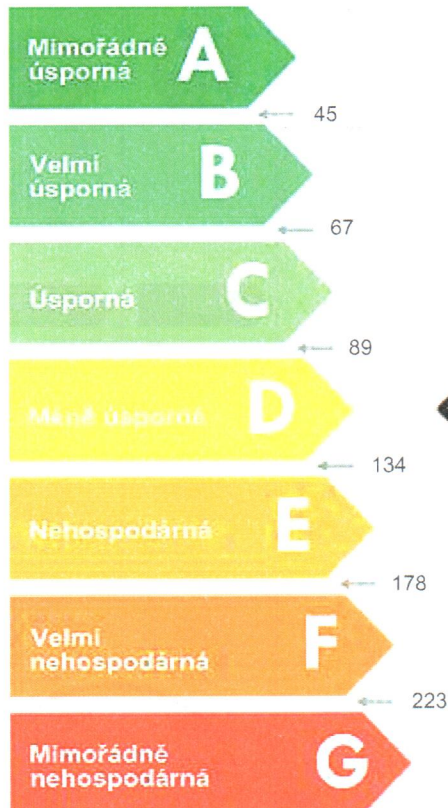 Mimořádně
úsporná A
45
Velmi
úsporná B
67
Úsporná C
89
Méně úsporná D
134
Nehospodárná E
178
Velmi
nehospodárná F
223
Mimořádně
nehospodárná G